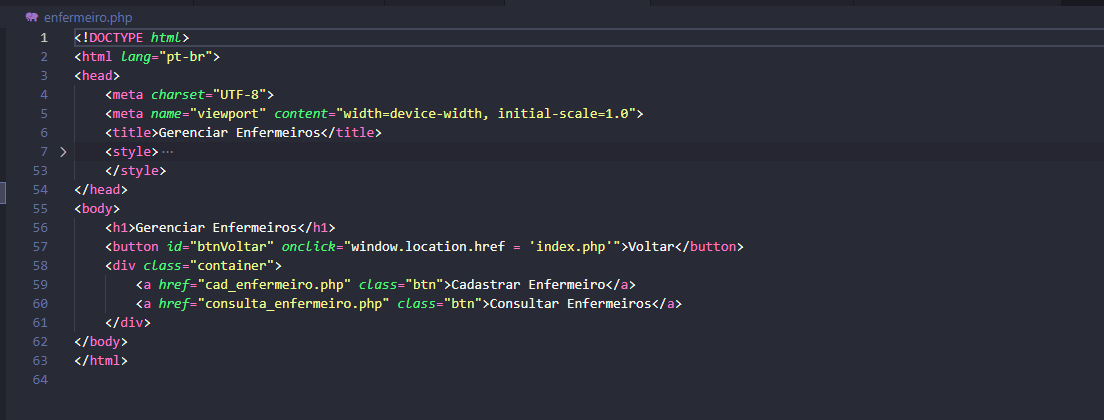 enfermeiro.php
1 <!DOCTYPE html>
2 <html lang="pt-br">
3 <head>
4 <meta charset="UTF-8">
5 <meta name="viewport" content="width=device-width, initial-scale=1.0">
6 <title>Gerenciar Enfermeiros</title>
7 <style>···
53 </style>
54 </head>
55 <body>
56 <h1>Gerenciar Enfermeiros</h1>
57 <button id="btnVoltar" onclick="window.location.href = 'index.php'">Voltar</button>
58 <div class="container">
59 <a href="cad_enfermeiro.php" class="btn">Cadastrar Enfermeiro</a>
60 <a href="consulta_enfermeiro.php" class="btn">Consultar Enfermeiros</a>
61 </div>
62 </body>
63 </html>
64